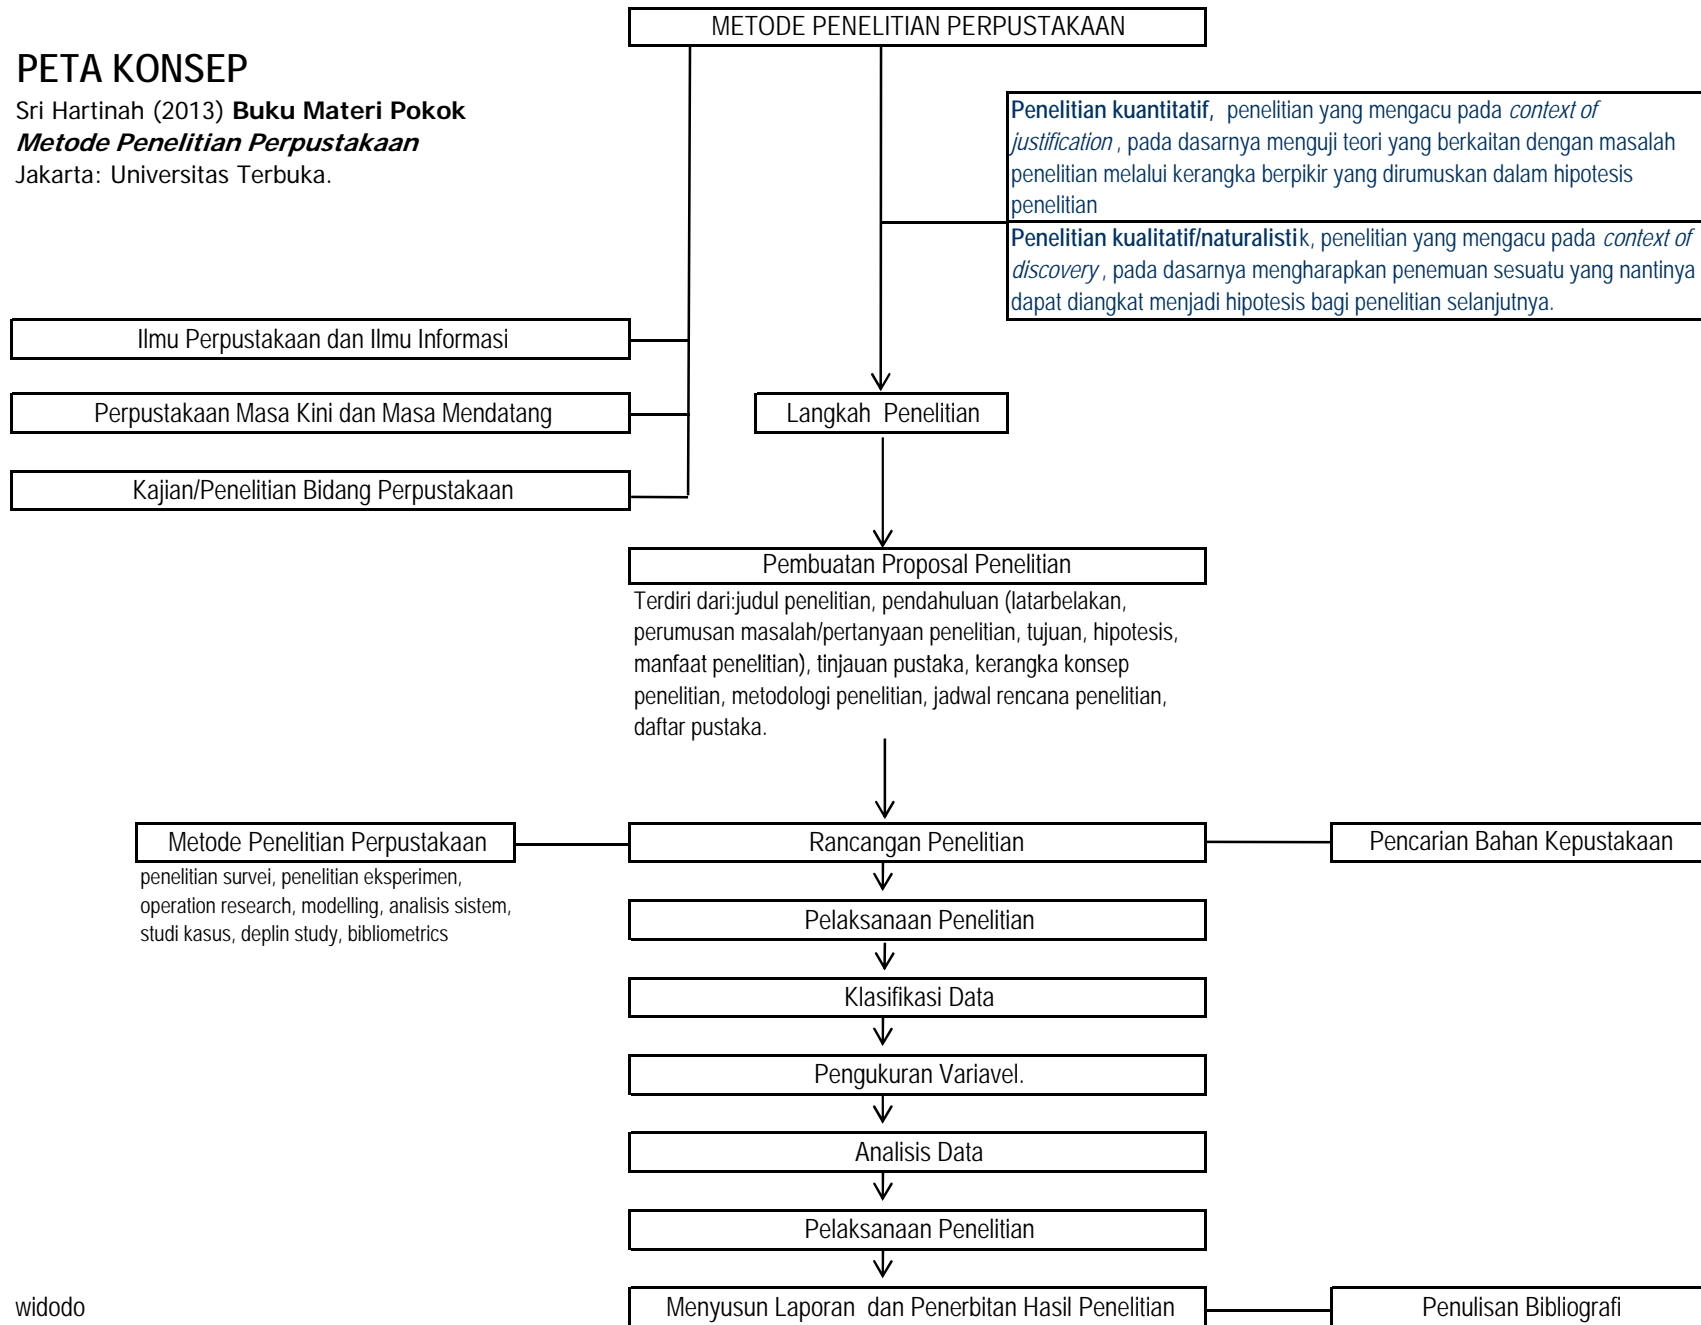 METODE PENELITIAN PERPUSTAKAAN
PETA KONSEP
Sri Hartinah (2013) Buku Materi Pokok
Metode Penelitian Perpustakaan
Jakarta: Universitas Terbuka.
Penelitian kuantitatif, penelitian yang mengacu pada context of
justification, pada dasarnya menguji teori yang berkaitan dengan masalah
penelitian melalui kerangka berpikir yang dirumuskan dalam hipotesis
penelitian
Penelitian kualitatif/naturalistik, penelitian yang mengacu pada context of
discovery, pada dasarnya mengharapkan penemuan sesuatu yang nantinya
dapat diangkat menjadi hipotesis bagi penelitian selanjutnya.
Ilmu Perpustakaan dan Ilmu Informasi
Perpustakaan Masa Kini dan Masa Mendatang
Langkah Penelitian
Kajian/Penelitian Bidang Perpustakaan
Pembuatan Proposal Penelitian
Terdiri dari:judul penelitian, pendahuluan (latarbelakan,
perumusan masalah/pertanyaan penelitian, tujuan, hipotesis,
manfaat penelitian), tinjauan pustaka, kerangka konsep
penelitian, metodologi penelitian, jadwal rencana penelitian,
daftar pustaka.
Metode Penelitian Perpustakaan
penelitian survei, penelitian eksperimen,
operation research, modelling, analisis sistem,
studi kasus, deplin study, bibliometrics
Rancangan Penelitian
Pencarian Bahan Kepustakaan
Pelaksanaan Penelitian
Klasifikasi Data
Pengukuran Variavel.
Analisis Data
Pelaksanaan Penelitian
widodo
Menyusun Laporan dan Penerbitan Hasil Penelitian
Penulisan Bibliografi